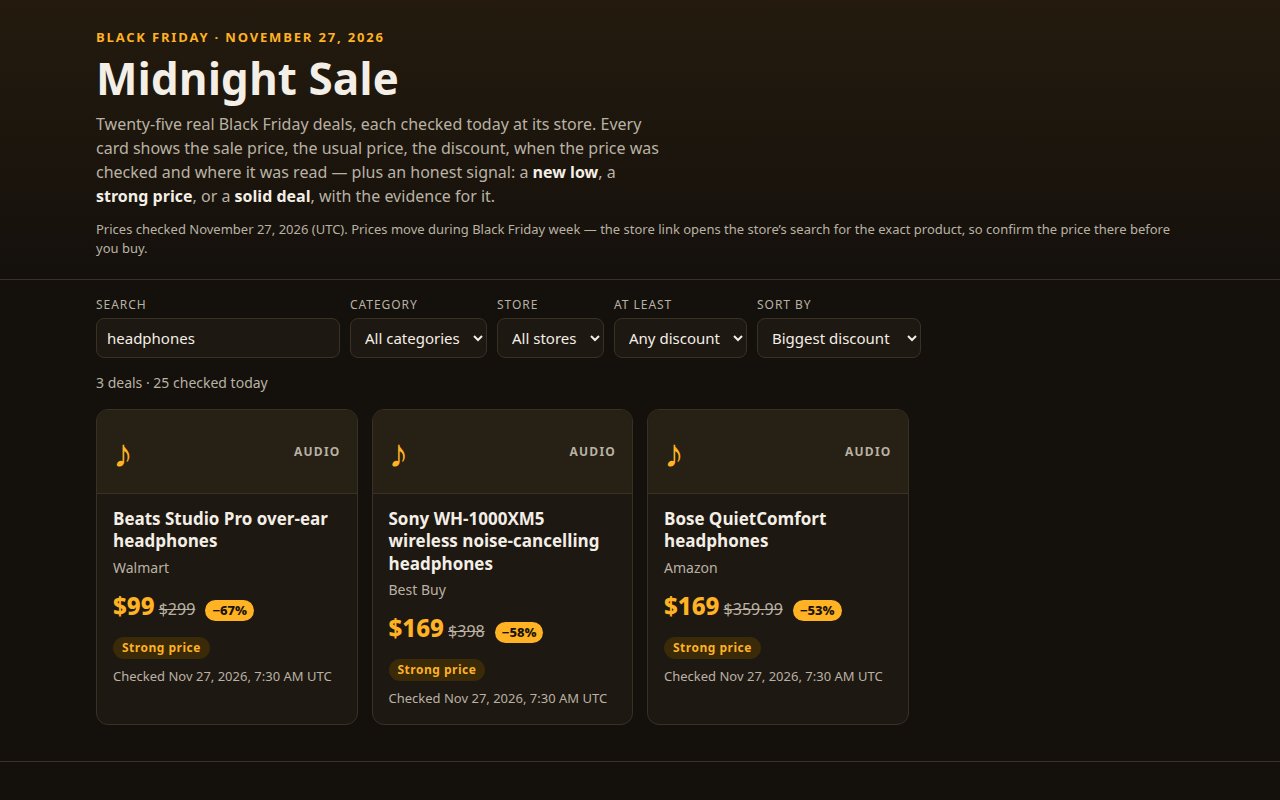 BLACK FRIDAY · NOVEMBER 27, 2026
Midnight Sale
Twenty-five real Black Friday deals, each checked today at its store. Every
card shows the sale price, the usual price, the discount, when the price was
checked and where it was read — plus an honest signal: a new low, a
strong price, or a solid deal, with the evidence for it.
Prices checked November 27, 2026 (UTC). Prices move during Black Friday week — the store link opens the store’s search for the exact product, so confirm the price there before
you buy.
SEARCH CATEGORY STORE AT LEAST SORT BY
headphones All categories All stores Any discount Biggest discount
3 deals · 25 checked today
♪ AUDIO
Beats Studio Pro over-ear
headphones
Walmart
$99 $299 −67%
Strong price
Checked Nov 27, 2026, 7:30 AM UTC
♪ AUDIO
Sony WH-1000XM5
wireless noise-cancelling
headphones
Best Buy
$169 $398 −58%
Strong price
Checked Nov 27, 2026, 7:30 AM UTC
♪ AUDIO
Bose QuietComfort
headphones
Amazon
$169 $359.99 −53%
Strong price
Checked Nov 27, 2026, 7:30 AM UTC